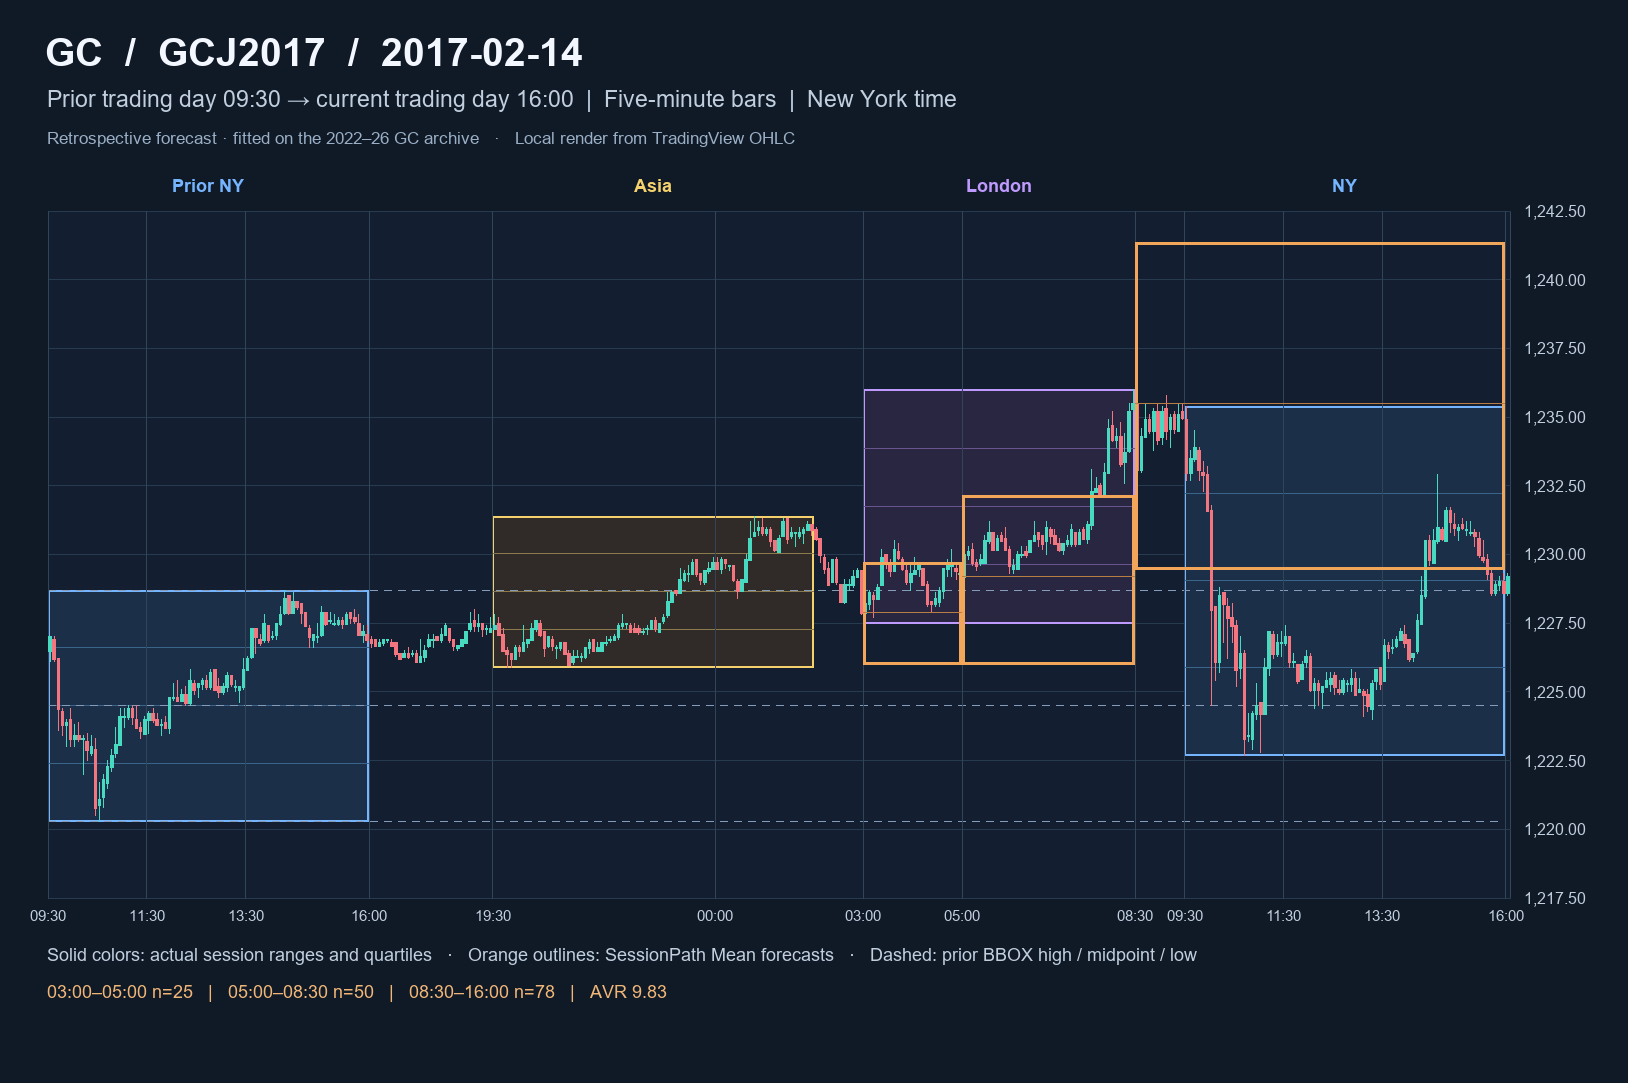 GC / GCJ2017 / 2017-02-14
Prior trading day 09:30 → current trading day 16:00 | Five-minute bars | New York time
Retrospective forecast · fitted on the 2022–26 GC archive · Local render from TradingView OHLC
Prior NY Asia London NY
1,242.50
1,240.00
1,237.50
1,235.00
1,232.50
1,230.00
1,227.50
1,225.00
1,222.50
1,220.00
1,217.50
09:30 11:30 13:30 16:00 19:30 00:00 03:00 05:00 08:30 09:30 11:30 13:30 16:00
Solid colors: actual session ranges and quartiles · Orange outlines: SessionPath Mean forecasts · Dashed: prior BBOX high / midpoint / low
03:00–05:00 n=25 | 05:00–08:30 n=50 | 08:30–16:00 n=78 | AVR 9.83